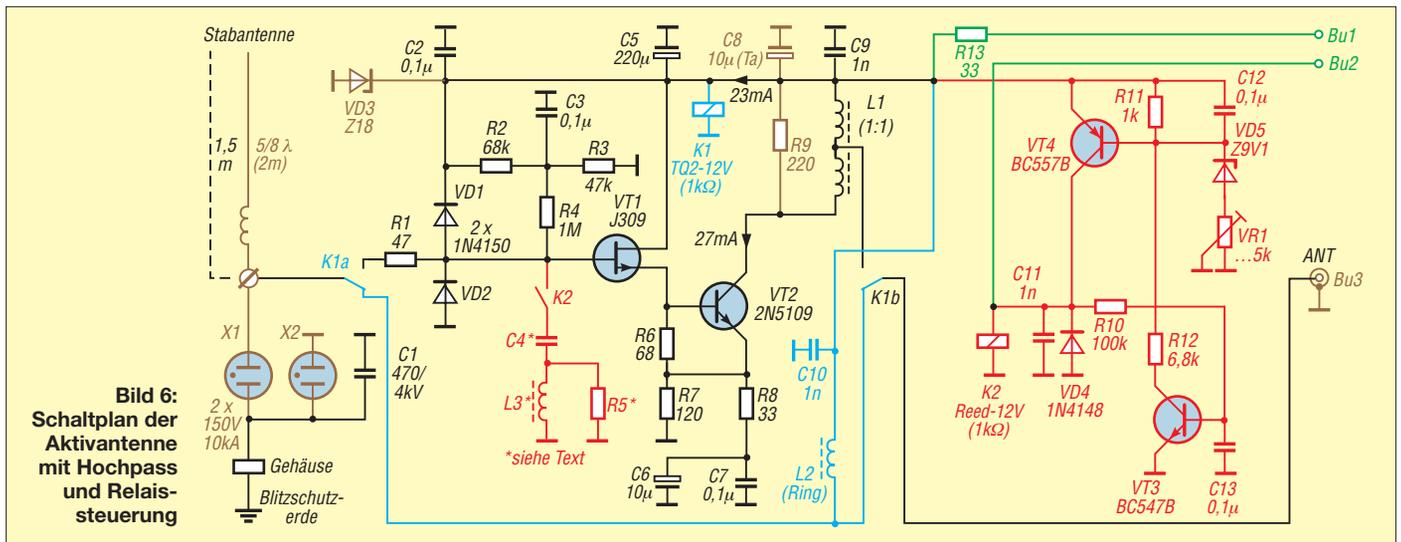 Stabantenne
1,5
m
5/8 λ
(2m)
VD3
Z18
C2
0,1µ
R2
68k
C3
0,1µ
R3
47k
VD1
R1
47
2 x
1N4150
R4
1M
VT1
J309
K1a
VD2
K2
C4*
L3*
R5*
*siehe Text
X1
X2
C1
470/
4kV
2 x
150V
10kA
Gehäuse
Blitzschutz-
erde
Bild 6:
Schaltplan der
Aktivantenne
mit Hochpass
und Relais-
steuerung
C5
220µ
C8
10µ(Ta)
C9
1n
23mA
K1
TQ2-12V
(1kΩ)
R9
220
L1
(1:1)
27mA
VT2
2N5109
R6
68
R7
120
R8
33
C6
10µ
C7
0,1µ
C10
1n
L2
(Ring)
K1b
R13
33
Bu1
Bu2
R11
1k
C12
0,1µ
VT4
BC557B
VD5
Z9V1
VR1
…5k
C11
1n
R10
100k
R12
6,8k
K2
Reed-12V
(1kΩ)
VD4
1N4148
VT3
BC547B
C13
0,1µ
ANT
Bu3